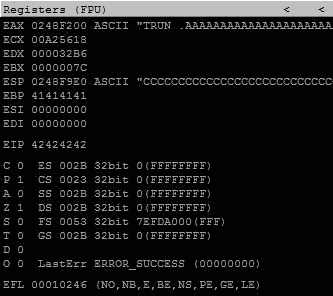 Registers (FPU) < <
EAX 0248F200 ASCII "TRUN .AAAAAAAAAAAAAAAAAAAAAAAAA
ECX 00A25618
EDX 000032B6
EBX 0000007C
ESP 0248F9E0 ASCII "CCCCCCCCCCCCCCCCCCCCCCCCCCCCCCC
EBP 41414141
ESI 00000000
EDI 00000000
EIP 42424242
C 0 ES 002B 32bit 0(FFFFFFFF)
P 1 CS 0023 32bit 0(FFFFFFFF)
A 0 SS 002B 32bit 0(FFFFFFFF)
Z 1 DS 002B 32bit 0(FFFFFFFF)
S 0 FS 0053 32bit 7EFDA000(FFF)
T 0 GS 002B 32bit 0(FFFFFFFF)
D 0
O 0 LastErr ERROR_SUCCESS (00000000)
EFL 00010246 (NO,NB,E,BE,NS,PE,GE,LE)